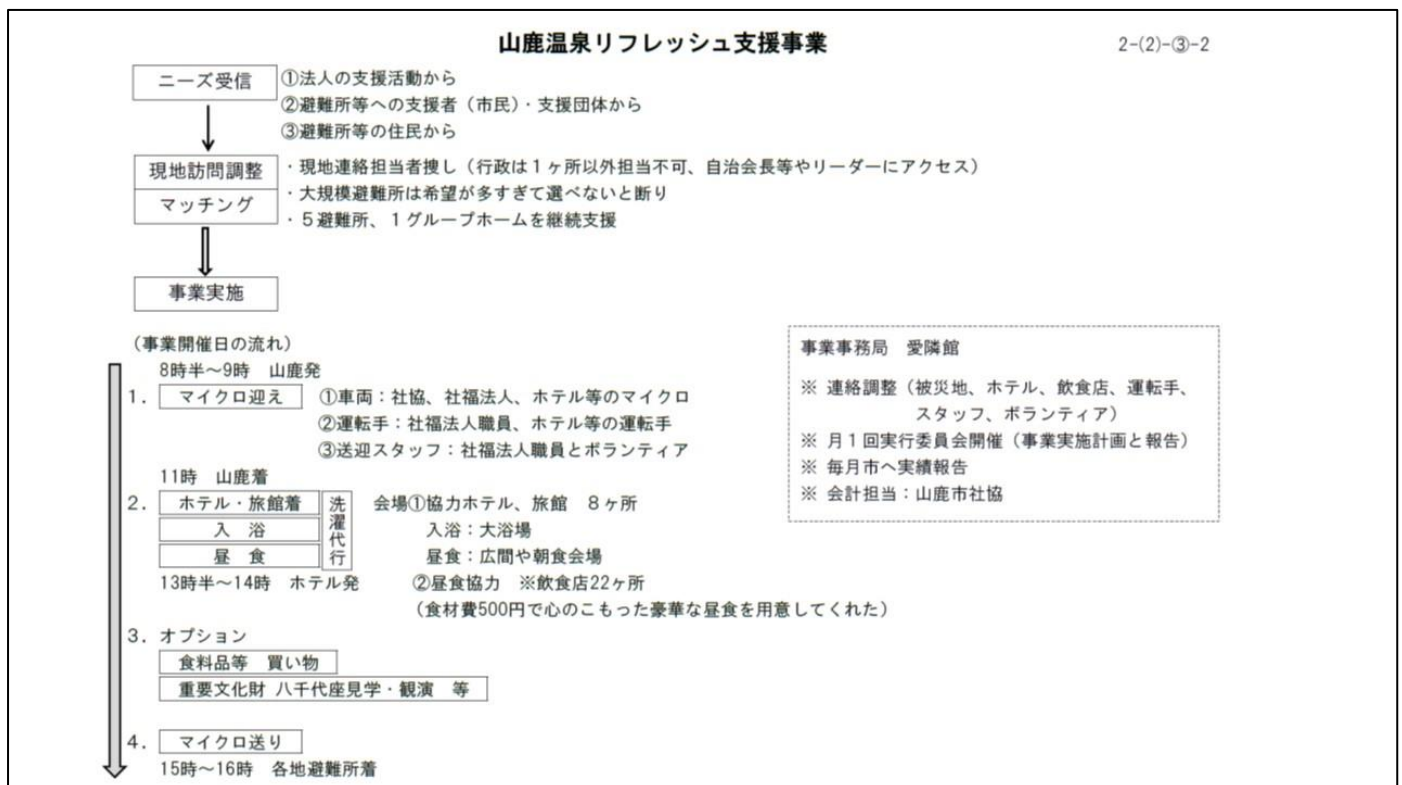 山鹿温泉リフレッシュ支援事業
2-(2)-③-2
ニーズ受信
①法人の支援活動から
②避難所等への支援者（市民）・支援団体から
③避難所等の住民から
現地訪問調整
マッチング
・現地連絡担当者捜し（行政は１ヶ所以外担当不可、自治会長等やリーダーにアクセス）
・大規模避難所は希望が多すぎて選べないと断り
・５避難所、１グループホームを継続支援
事業実施
（事業開催日の流れ）
8時半～9時　山鹿発
1．マイクロ迎え
①車両：社協、社福法人、ホテル等のマイクロ
②運転手：社福法人職員、ホテル等の運転手
③送迎スタッフ：社福法人職員とボランティア
11時　山鹿着
2．ホテル・旅館着
入　浴
昼　食
洗濯代行
会場①協力ホテル、旅館　８ヶ所
入浴：大浴場
昼食：広間や朝食会場
13時半～14時　ホテル発
②昼食協力　※飲食店22ヶ所
（食材費500円で心のこもった豪華な昼食を用意してくれた）
3．オプション
食料品等　買い物
重要文化財 八千代座見学・観演　等
4．マイクロ送り
15時～16時　各地避難所着
事業事務局　愛隣館
※ 連絡調整（被災地、ホテル、飲食店、運転手、
スタッフ、ボランティア）
※ 月１回実行委員会開催（事業実施計画と報告）
※ 毎月市へ実績報告
※ 会計担当：山鹿市社協